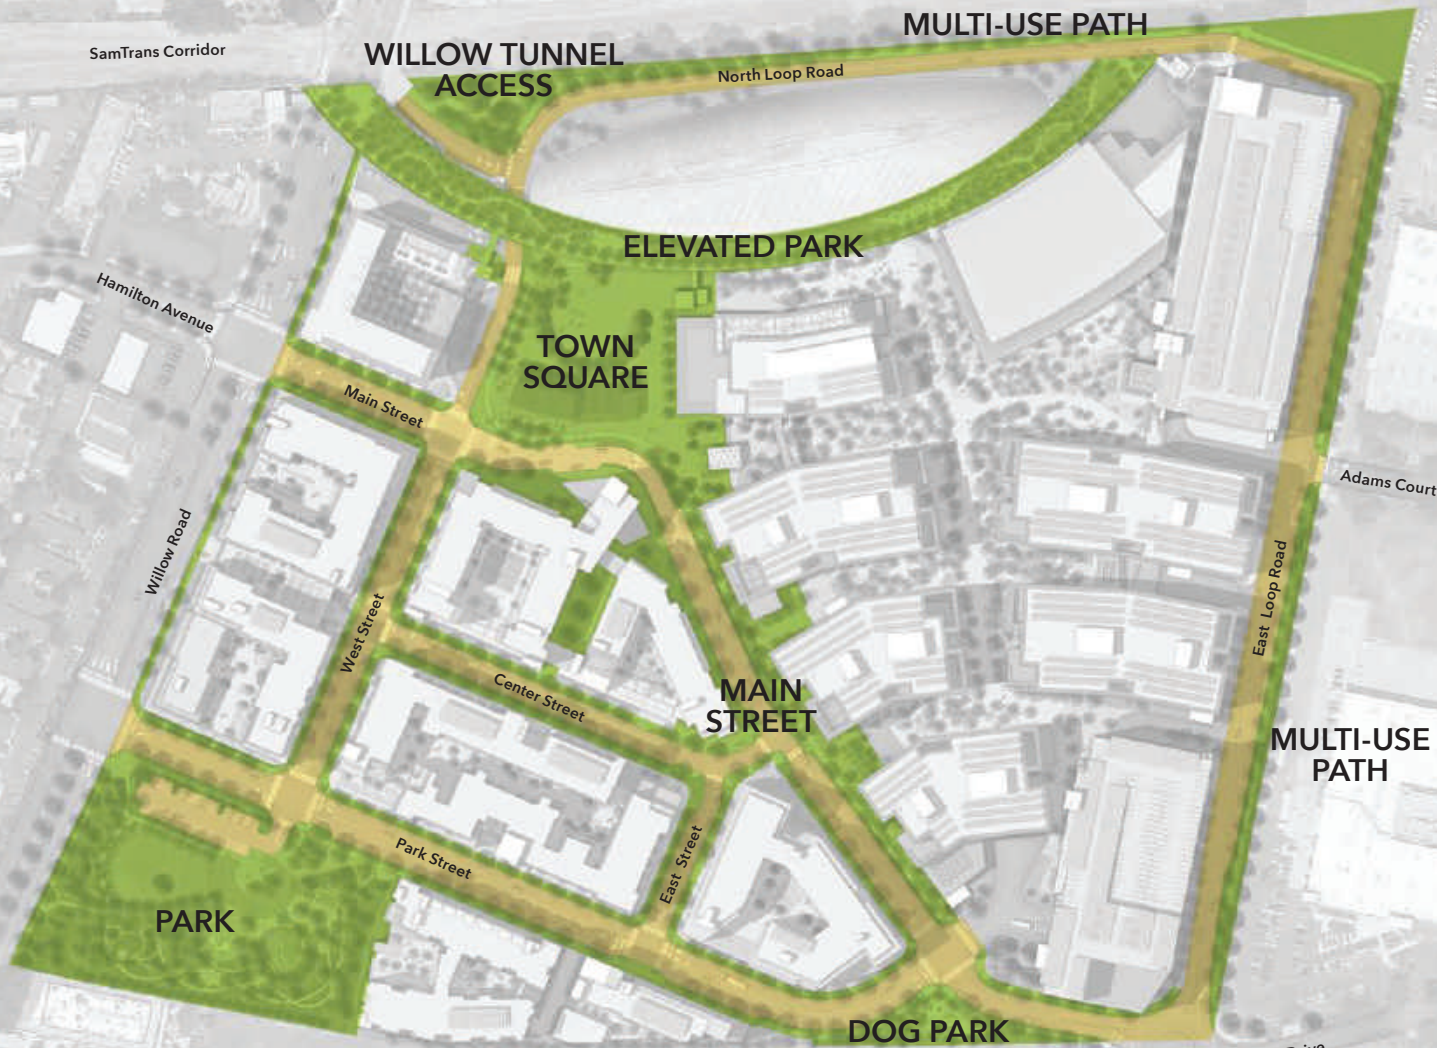 MULTI-USE PATH
SamTrans Corridor
WILLOW TUNNEL
ACCESS
North Loop Road
ELEVATED PARK
Hamilton Avenue
TOWN
SQUARE
Main Street
Adams Court
Willow Road
East Loop Road
West Street
Center Street
MAIN
STREET
MULTI-USE
PATH
Park Street
East Street
PARK
DOG PARK